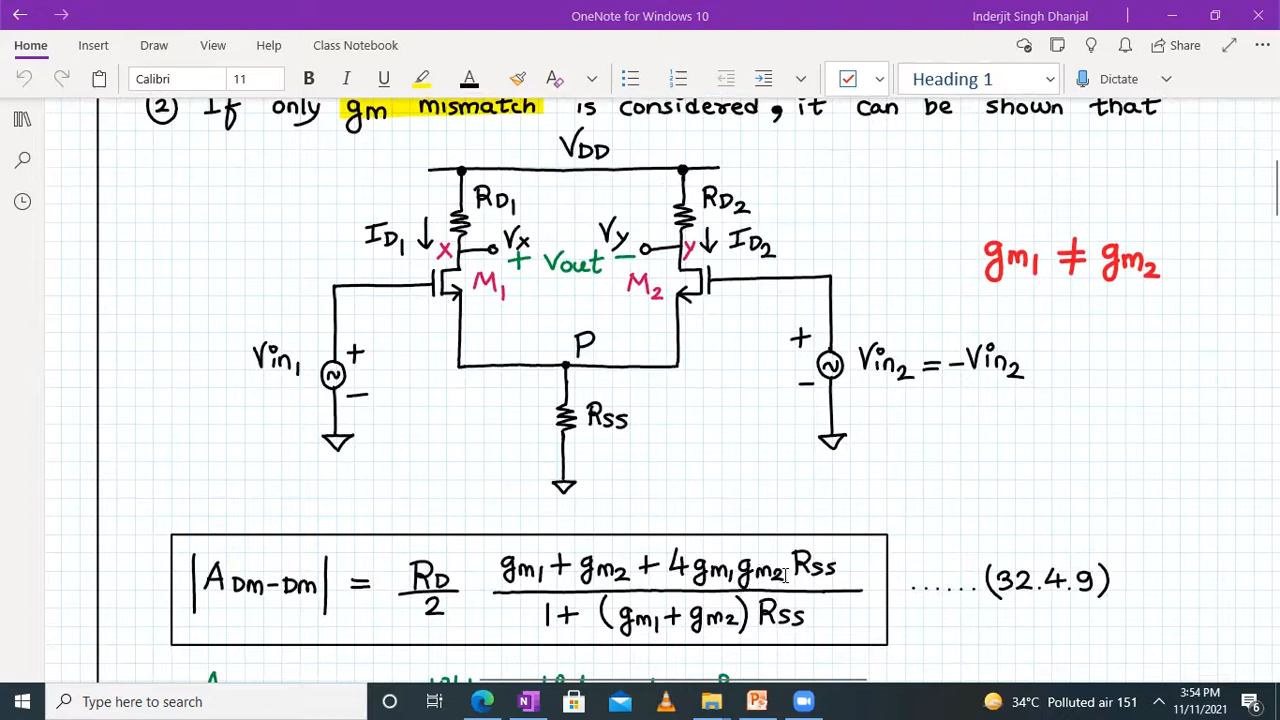 OneNote for Windows 10
Inderjit Singh Dhanjal
Home Insert Draw View Help Class Notebook
Share
Calibri 11 B I U A Heading 1 Dictate
(2) If only gm mismatch is considered, it can be shown that
VDD
RD1 RD2
ID1 Vx Vy ID2
X + Vout - Y
M1 M2
gm1 ≠ gm2
P
Vin1 + - + - Vin2 = -Vin2
RSS
|ADM-DM| = RD/2 (gm1 + gm2 + 4gm1gm2RSS)/(1 + (gm1 + gm2) RSS) ......(32.4.9)
Type here to search
34°C Polluted air 151
3:54 PM
11/11/2021
6